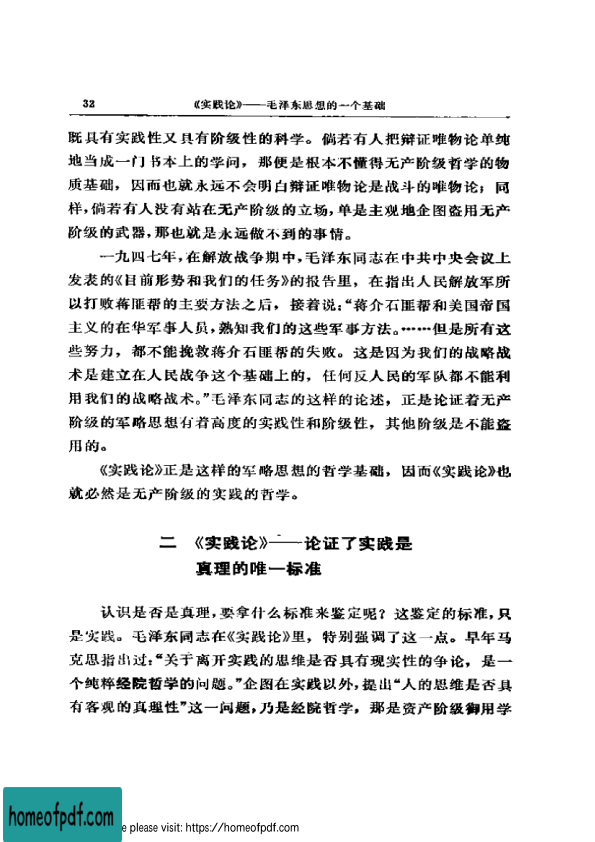 32 《实践论》——毛泽东思想的一个基础
既具有实践性又具有阶级性的科学。倘若有人把辩证唯物论单纯
地当成一门书本上的学问，那便是根本不懂得无产阶级哲学的物
质基础，因而也就永远不会明白辩证唯物论是战斗的唯物论；同
样，倘若有人没有站在无产阶级的立场，单是主观地企图盗用无产
阶级的武器，那也就是永远做不到的事情。
一九四七年，在解放战争期中，毛泽东同志在中共中央会议上
发表的《目前形势和我们的任务》的报告里，在指出人民解放军所
以打败蒋匪帮的主要方法之后，接着说：“蒋介石匪帮和美国帝国
主义的在华军事人员，熟知我们的这些军事方法。……但是所有这
些努力，都不能挽救蒋介石匪帮的失败。这是因为我们的战略战
术是建立在人民战争这个基础上的，任何反人民的军队都不能利
用我们的战略战术。”毛泽东同志的这样的论述，正是论证着无产
阶级的军略思想有着高度的实践性和阶级性，其他阶级是不能盗
用的。
《实践论》正是这样的军略思想的哲学基础，因而《实践论》也
就必然是无产阶级的实践的哲学。
二 《实践论》——论证了实践是
真理的唯一标准
认识是否是真理，要拿什么标准来鉴定呢？这鉴定的标准，只
是实践。毛泽东同志在《实践论》里，特别强调了这一点。早年马
克思指出过：“关于离开实践的思维是否具有现实性的争论，是一
个纯粹经院哲学的问题。”企图在实践以外，提出“人的思维是否具
有客观的真理性”这一问题，乃是经院哲学，那是资产阶级御用学
homeofpdf.com
e please visit: https://homeofpdf.com